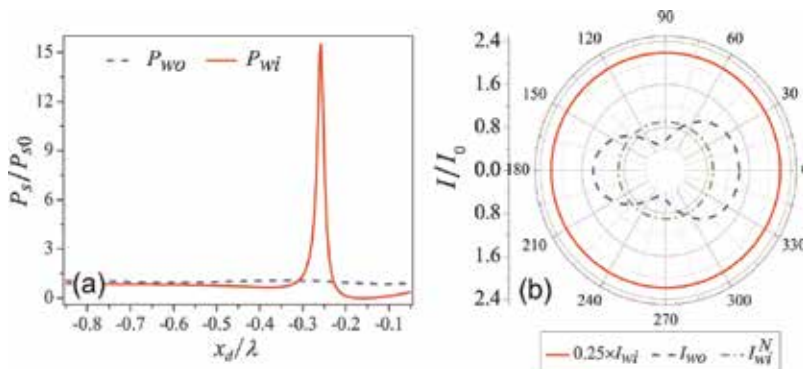 15
12
9
6
3
0
P_s/P_s0
P_wo P_wi
(a)
-0.8 -0.7 -0.6 -0.5 -0.4 -0.3 -0.2 -0.1
x_d/λ
2.4
1.6
0.8
0.0
0.8
1.6
2.4
I/I_0
90
120 60
150 30
180 0
210 330
240 300
270
(b)
0.25×I_wi I_wo I_wi^N